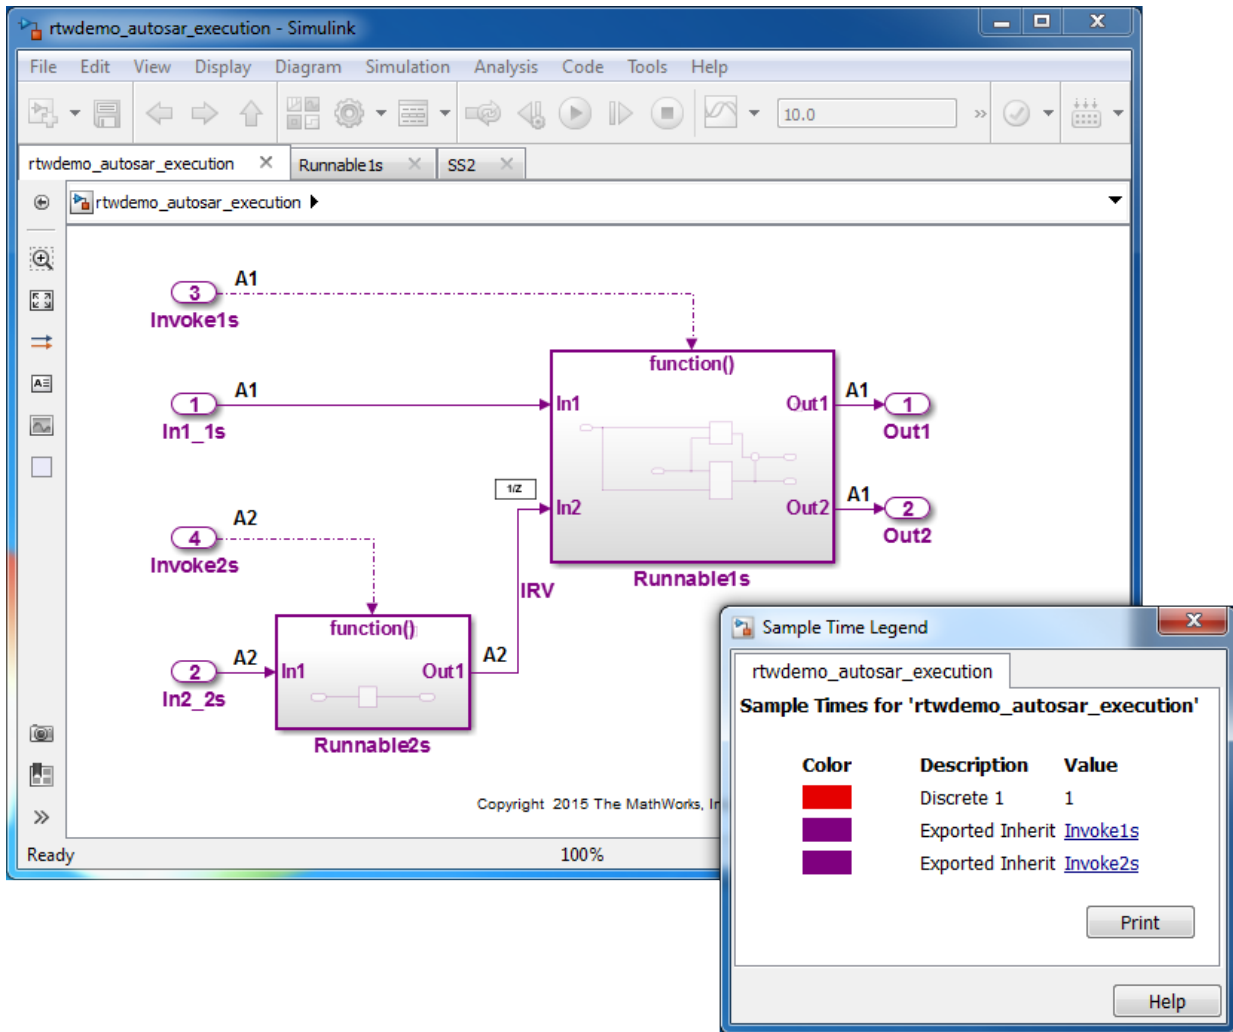 rtwdemo_autosar_execution - Simulink
File Edit View Display Diagram Simulation Analysis Code Tools Help
10.0
rtwdemo_autosar_execution
Runnable1s
SS2
rtwdemo_autosar_execution
3
A1
Invoke1s
function()
1
A1
In1_1s
In1
Out1
A1
1
Out1
1/Z
In2
Out2
A1
2
Out2
4
A2
Invoke2s
IRV
Runnable1s
function()
2
A2
In2_2s
In1
Out1
A2
Runnable2s
Copyright 2015 The MathWorks,
Ready
100%
Sample Time Legend
rtwdemo_autosar_execution
Sample Times for 'rtwdemo_autosar_execution'
Color Description Value
Discrete 1 1
Exported Inherit Invoke1s
Exported Inherit Invoke2s
Print
Help